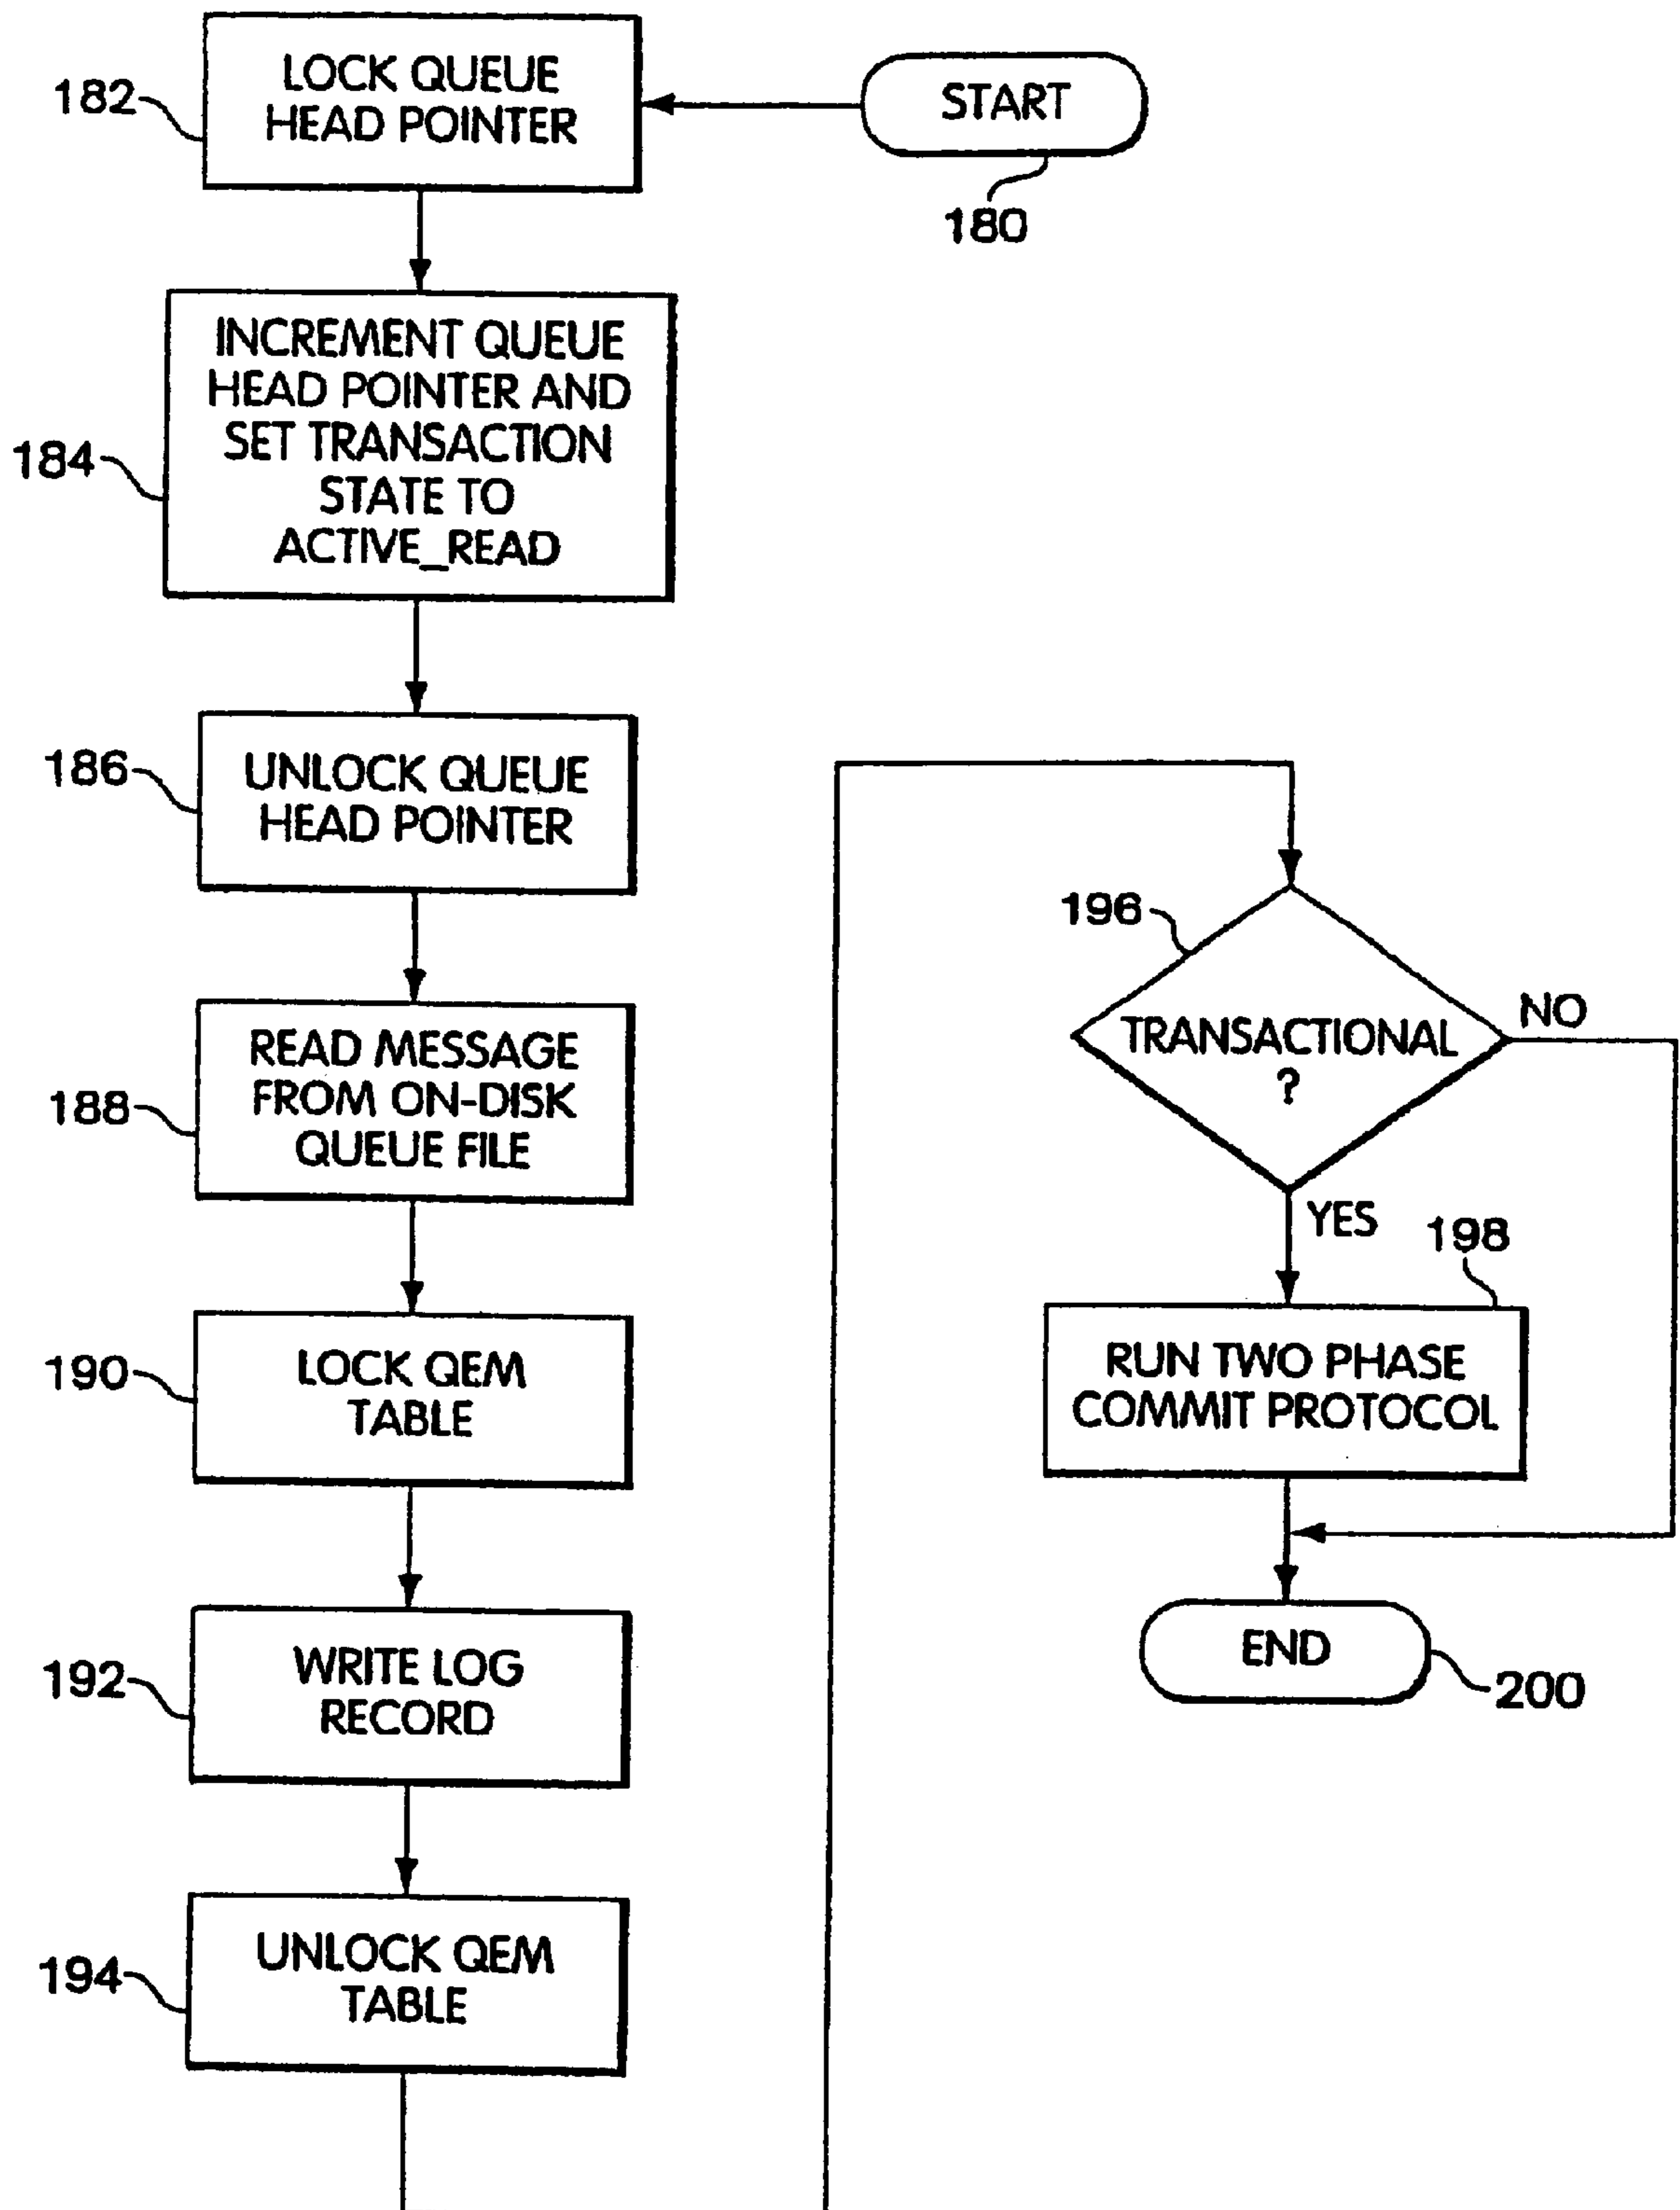 182
LOCK QUEUE
HEAD POINTER
START
180
184
INCREMENT QUEUE
HEAD POINTER AND
SET TRANSACTION
STATE TO
ACTIVE_READ
186
UNLOCK QUEUE
HEAD POINTER
188
READ MESSAGE
FROM ON-DISK
QUEUE FILE
190
LOCK QEM
TABLE
192
WRITE LOG
RECORD
194
UNLOCK QEM
TABLE
196
TRANSACTIONAL
?
NO
YES
198
RUN TWO PHASE
COMMIT PROTOCOL
END
200